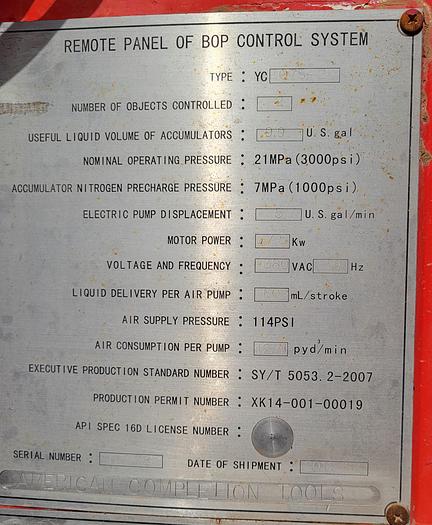 REMOTE PANEL OF BOP CONTROL SYSTEM
TYPE : YC
NUMBER OF OBJECTS CONTROLLED :
USEFUL LIQUID VOLUME OF ACCUMULATORS : U.S.gal
NOMINAL OPERATING PRESSURE : 21MPa(3000psi)
ACCUMULATOR NITROGEN PRECHARGE PRESSURE : 7MPa(1000psi)
ELECTRIC PUMP DISPLACEMENT : U.S.gal/min
MOTOR POWER : Kw
VOLTAGE AND FREQUENCY : VAC Hz
LIQUID DELIVERY PER AIR PUMP : mL/stroke
AIR SUPPLY PRESSURE : 114PSI
AIR CONSUMPTION PER PUMP : pyd³/min
EXECUTIVE PRODUCTION STANDARD NUMBER : SY/T 5053.2-2007
PRODUCTION PERMIT NUMBER : XK14-001-00019
API SPEC 16D LICENSE NUMBER :
SERIAL NUMBER : DATE OF SHIPMENT :
AMERICAN COMPLETION TOOLS